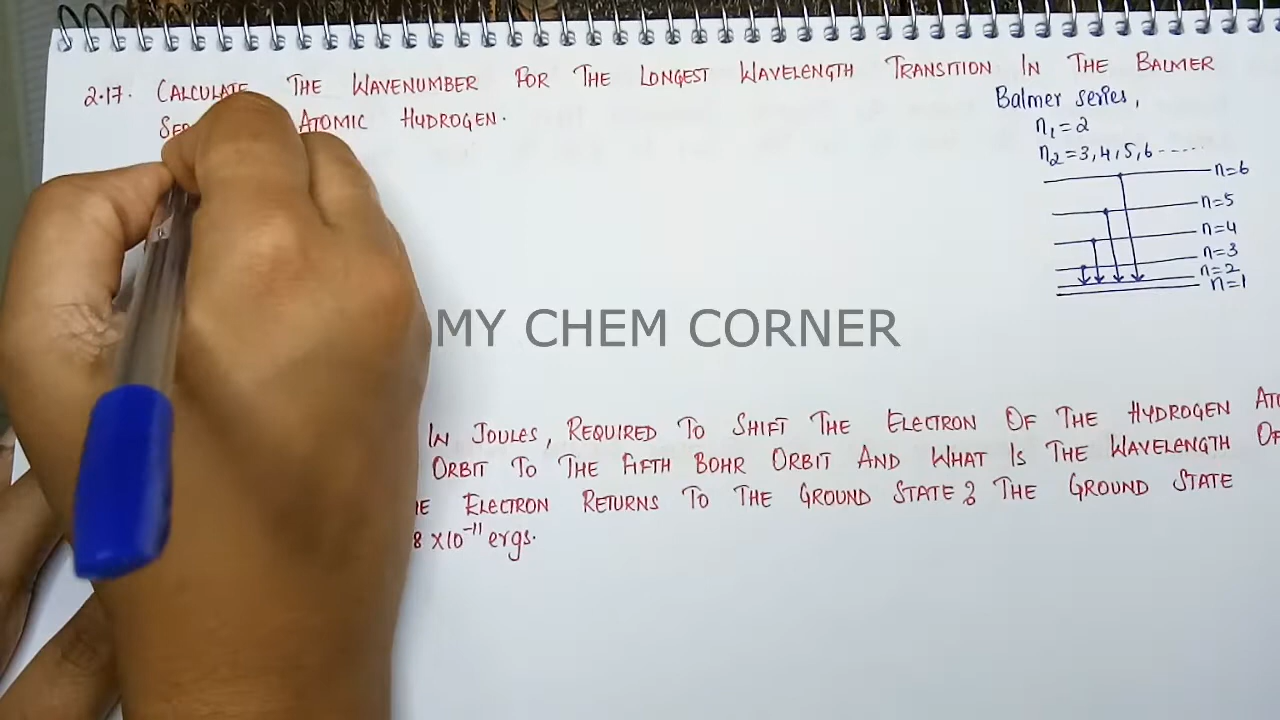 2.17. CALCULATE THE WAVENUMBER FOR THE LONGEST WAVELENGTH TRANSITION IN THE BALMER
ATOMIC HYDROGEN.
Balmer series,
n₁=2
n₂=3,4,5,6-----
n=6
n=5
n=4
n=3
n=2
n=1
MY CHEM CORNER
IN JOULES, REQUIRED TO SHIFT THE ELECTRON OF THE HYDROGEN
ORBIT TO THE FIFTH BOHR ORBIT AND WHAT IS THE WAVELENGTH OF
ELECTRON RETURNS TO THE GROUND STATE? THE GROUND STATE
8 ×10⁻¹¹ ergs.